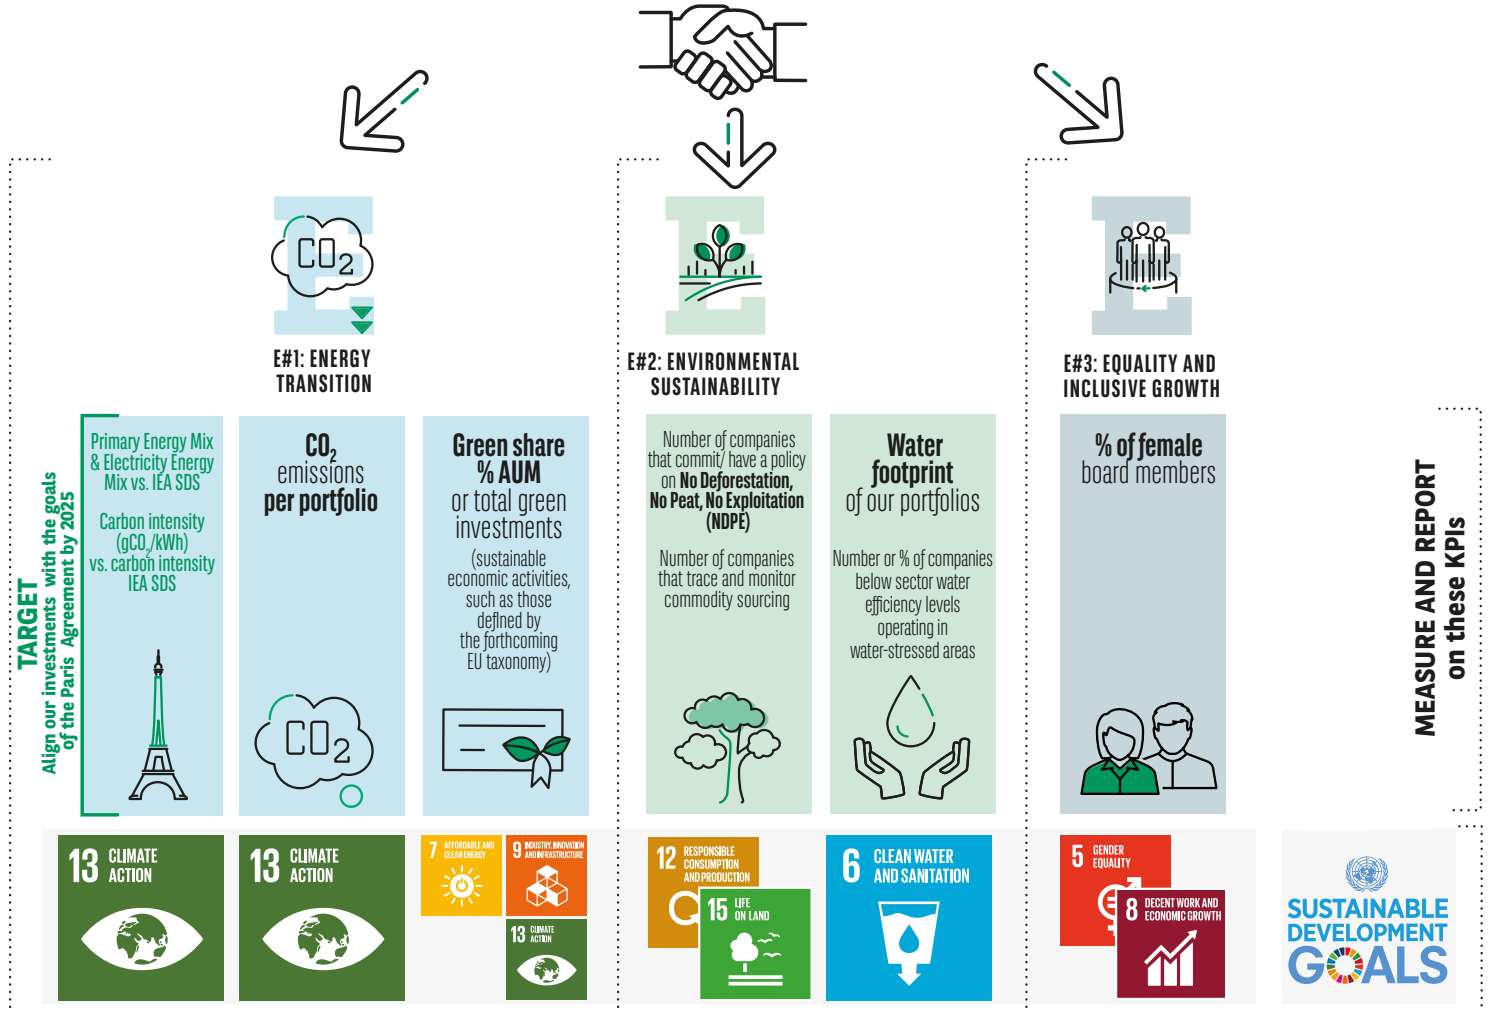 CO2
E#1: ENERGY
TRANSITION
E#2: ENVIRONMENTAL
SUSTAINABILITY
E#3: EQUALITY AND
INCLUSIVE GROWTH
TARGET
Align our investments with the goals
of the Paris Agreement by 2025
Primary Energy Mix
& Electricity Energy
Mix vs. IEA SDS
Carbon intensity
(gCO2/kWh)
vs. carbon intensity
IEA SDS
CO2
emissions
per portfolio
CO2
Green share
% AUM
or total green
investments
(sustainable
economic activities,
such as those
defined by
the forthcoming
EU taxonomy)
Number of companies
that commit/ have a policy
on No Deforestation,
No Peat, No Exploitation
(NDPE)
Number of companies
that trace and monitor
commodity sourcing
Water
footprint
of our portfolios
Number or % of companies
below sector water
efficiency levels
operating in
water-stressed areas
% of female
board members
MEASURE AND REPORT
on these KPIs
13 CLIMATE
ACTION
13 CLIMATE
ACTION
7 AFFORDABLE AND
CLEAN ENERGY
9 INDUSTRY, INNOVATION
AND INFRASTRUCTURE
13 CLIMATE
ACTION
12 RESPONSIBLE
CONSUMPTION
AND PRODUCTION
15 LIFE
ON LAND
6 CLEAN WATER
AND SANITATION
5 GENDER
EQUALITY
8 DECENT WORK AND
ECONOMIC GROWTH
SUSTAINABLE
DEVELOPMENT
GOALS